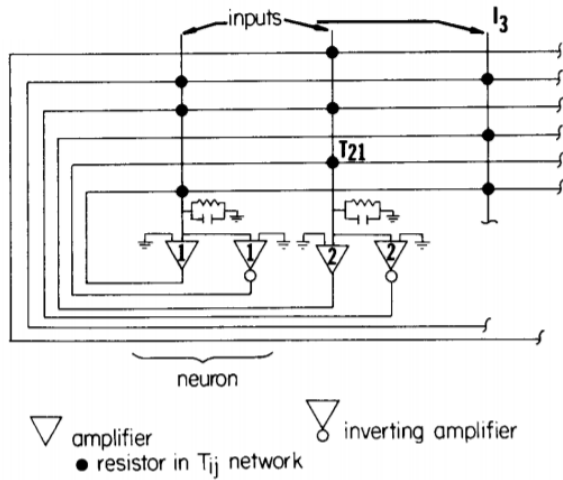 inputs I3
T21
1 1 2 2
neuron
amplifier
inverting amplifier
resistor in Tij network